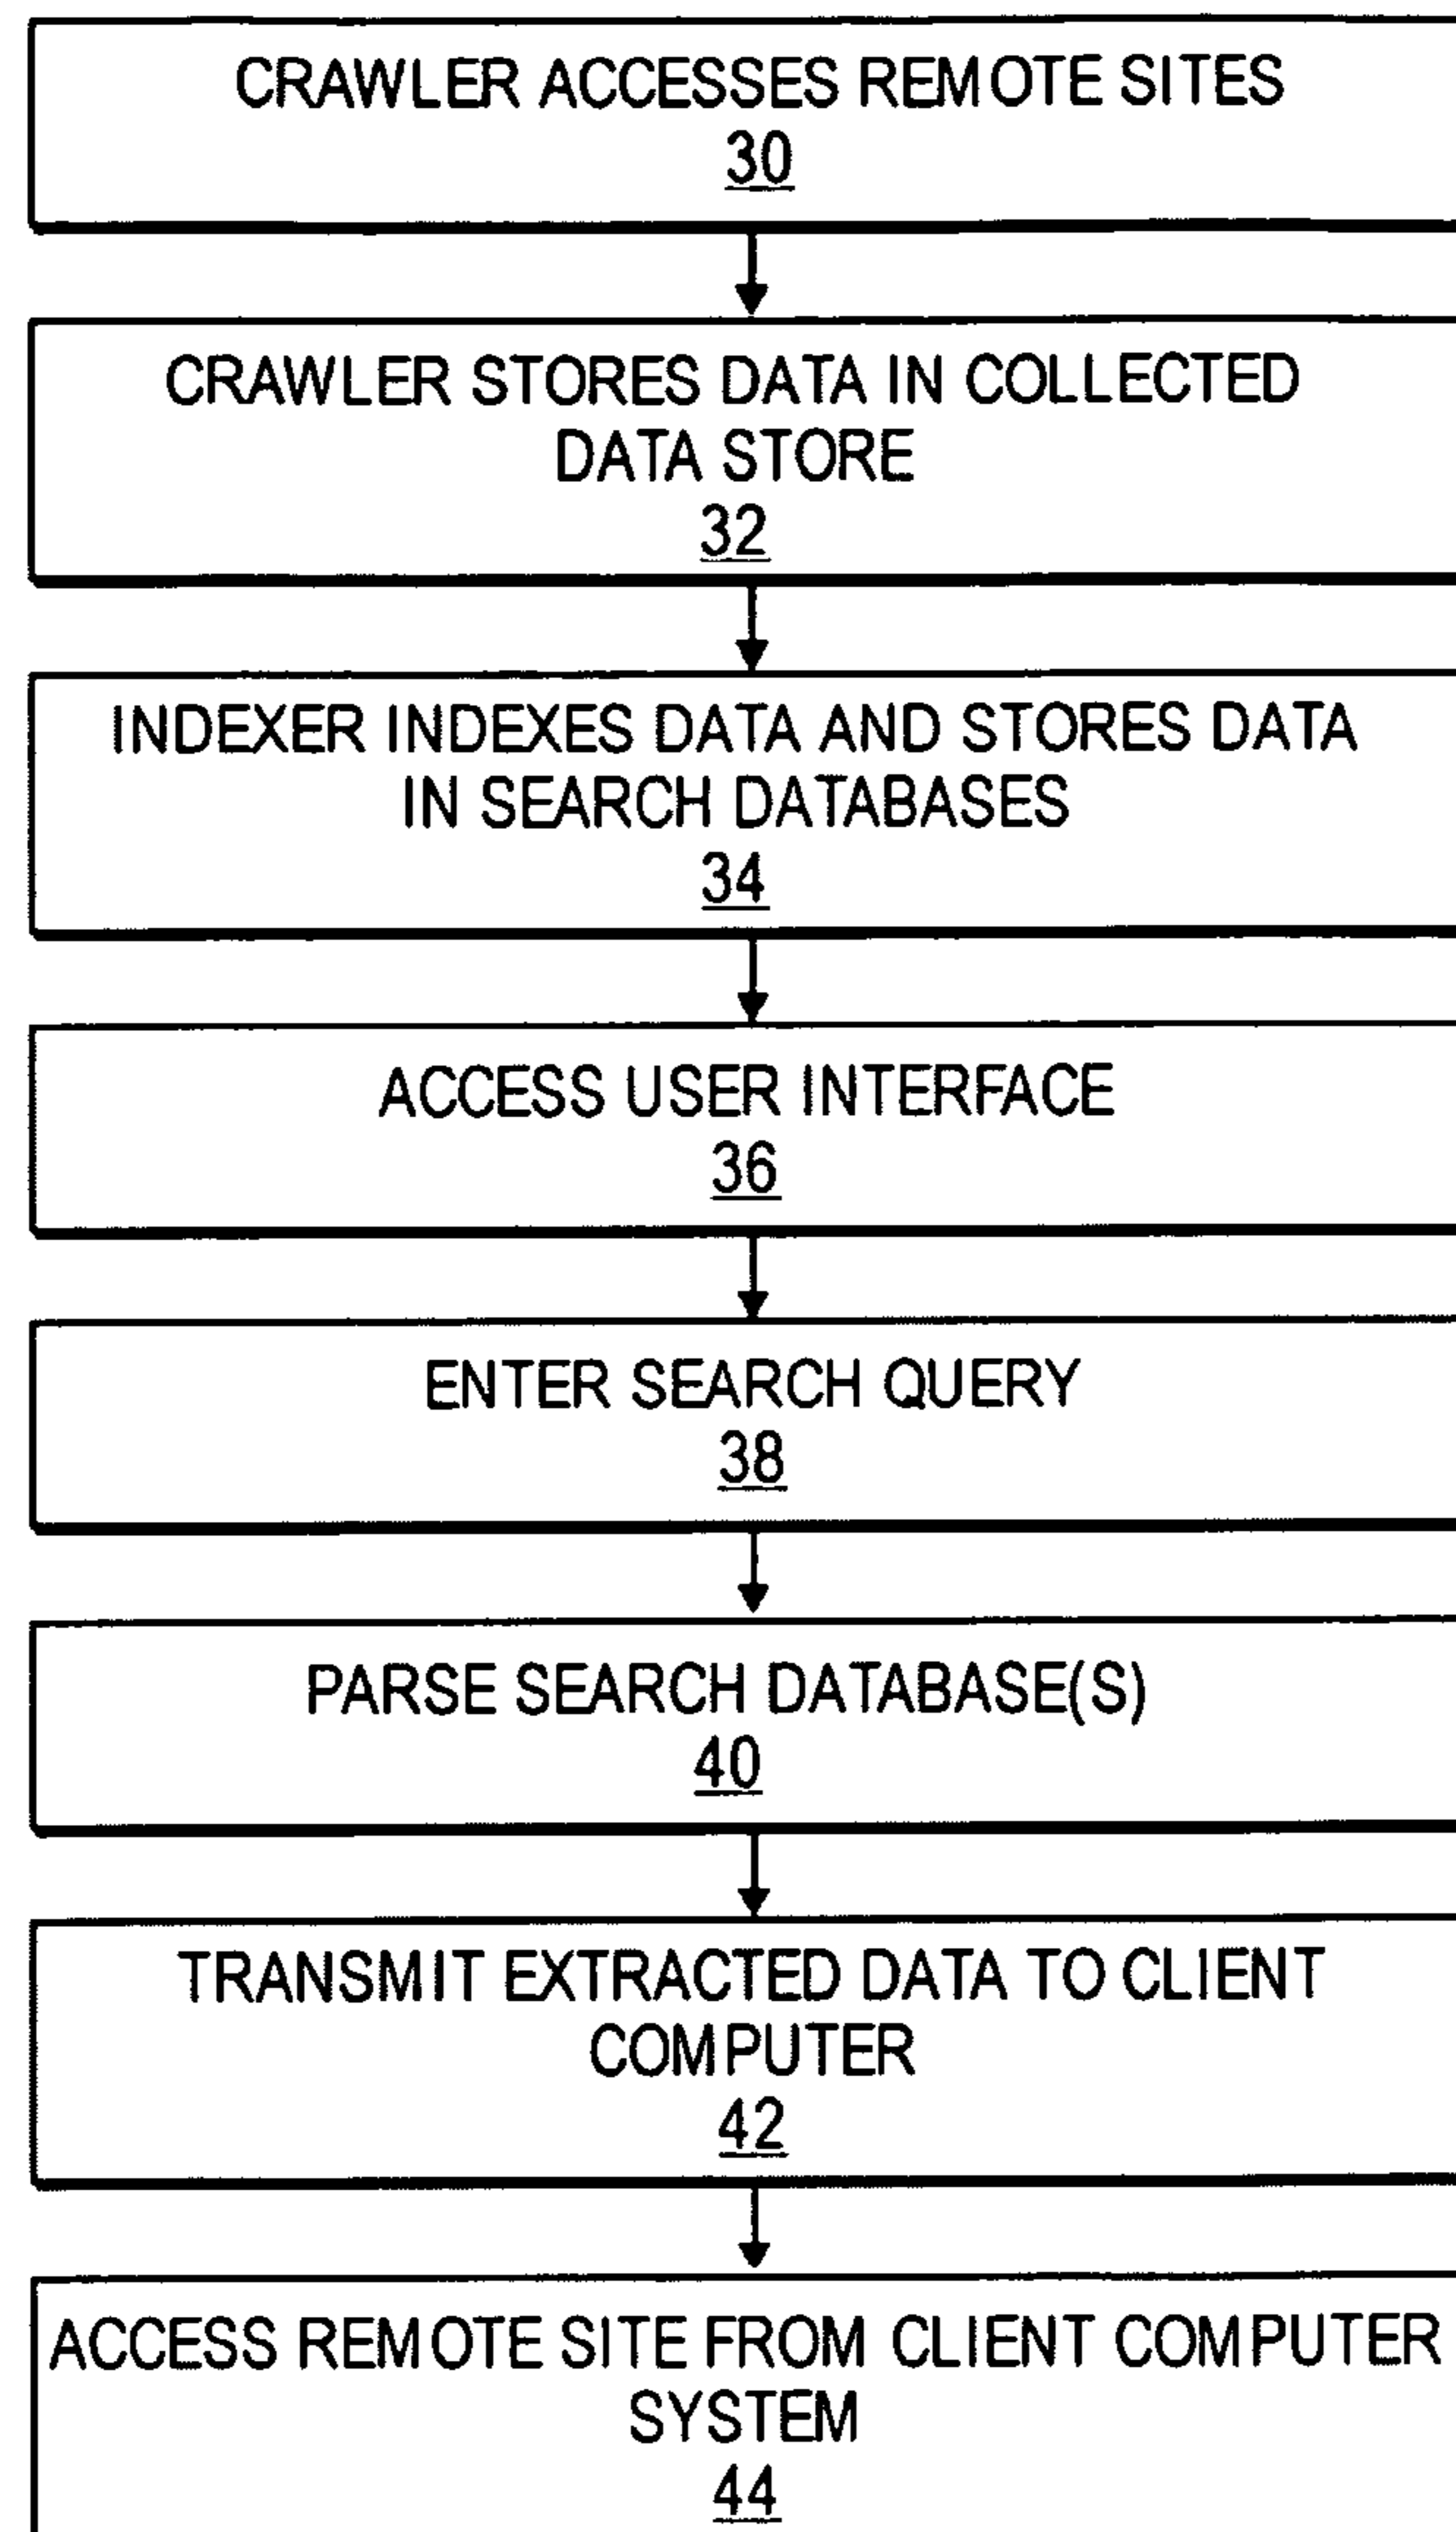 CRAWLER ACCESSES REMOTE SITES
30
CRAWLER STORES DATA IN COLLECTED
DATA STORE
32
INDEXER INDEXES DATA AND STORES DATA
IN SEARCH DATABASES
34
ACCESS USER INTERFACE
36
ENTER SEARCH QUERY
38
PARSE SEARCH DATABASE(S)
40
TRANSMIT EXTRACTED DATA TO CLIENT
COMPUTER
42
ACCESS REMOTE SITE FROM CLIENT COMPUTER
SYSTEM
44